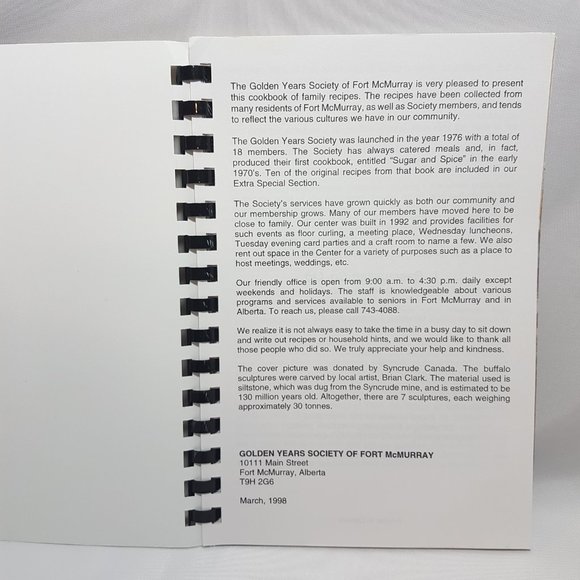 The Golden Years Society of Fort McMurray is very pleased to present
this cookbook of family recipes. The recipes have been collected from
many residents of Fort McMurray, as well as Society members, and tends
to reflect the various cultures we have in our community.
The Golden Years Society was launched in the year 1976 with a total of
18 members. The Society has always catered meals and, in fact,
produced their first cookbook, entitled "Sugar and Spice" in the early
1970's. Ten of the original recipes from that book are included in our
Extra Special Section.
The Society's services have grown quickly as both our community and
our membership grows. Many of our members have moved here to be
close to family. Our center was built in 1992 and provides facilities for
such events as floor curling, a meeting place, Wednesday luncheons,
Tuesday evening card parties and a craft room to name a few. We also
rent out space in the Center for a variety of purposes such as a place to
host meetings, weddings, etc.
Our friendly office is open from 9:00 a.m. to 4:30 p.m. daily except
weekends and holidays. The staff is knowledgeable about various
programs and services available to seniors in Fort McMurray and in
Alberta. To reach us, please call 743-4088.
We realize it is not always easy to take the time in a busy day to sit down
and write out recipes or household hints, and we would like to thank all
those people who did so. We truly appreciate your help and kindness.
The cover picture was donated by Syncrude Canada. The buffalo
sculptures were carved by local artist, Brian Clark. The material used is
siltstone, which was dug from the Syncrude mine, and is estimated to be
130 million years old. Altogether, there are 7 sculptures, each weighing
approximately 30 tonnes.
GOLDEN YEARS SOCIETY OF FORT McMURRAY
10111 Main Street
Fort McMurray, Alberta
T9H 2G6
March, 1998